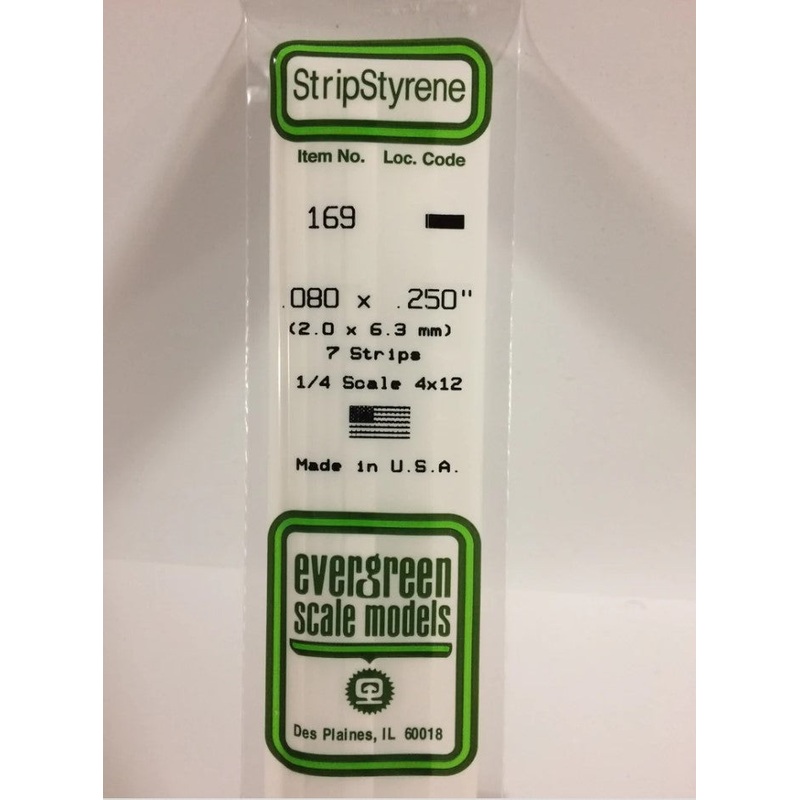 StripStyrene
Item No. Loc. Code
169
.080 x .250"
(2.0 x 6.3 mm)
7 Strips
1/4 Scale 4x12
Made in U.S.A.
evergreen
scale models
Des Plaines, IL 60018